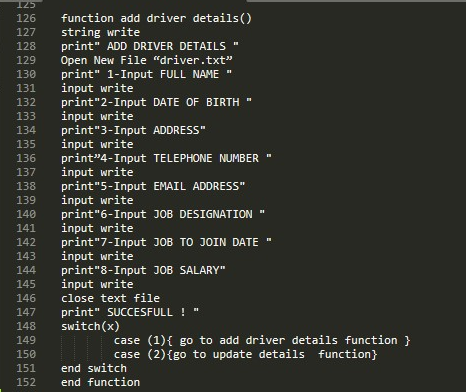 125
126 function add driver details()
127 string write
128 print" ADD DRIVER DETAILS "
129 Open New File “driver.txt”
130 print" 1-Input FULL NAME "
131 input write
132 print"2-Input DATE OF BIRTH "
133 input write
134 print"3-Input ADDRESS"
135 input write
136 print”4-Input TELEPHONE NUMBER "
137 input write
138 print"5-Input EMAIL ADDRESS"
139 input write
140 print"6-Input JOB DESIGNATION "
141 input write
142 print"7-Input JOB TO JOIN DATE "
143 input write
144 print"8-Input JOB SALARY"
145 input write
146 close text file
147 print" SUCCESFULL ! "
148 switch(x)
149 case (1){ go to add driver details function }
150 case (2){go to update details  function}
151 end switch
152 end function